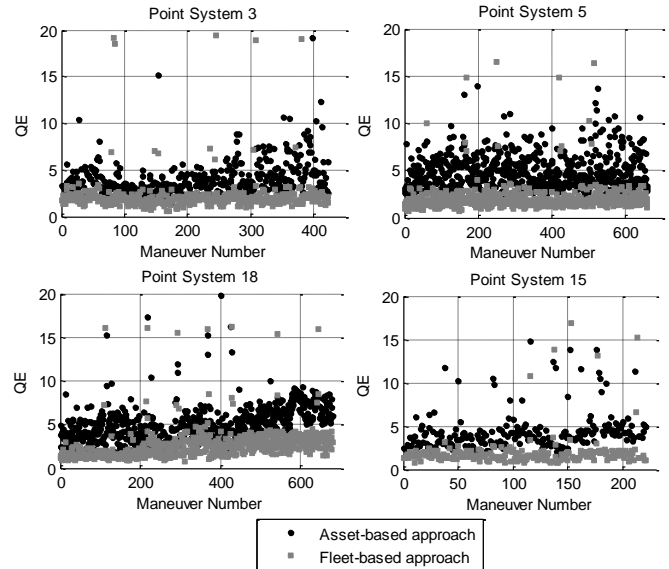 Point System 3
Point System 5
20
15
10
5
0
QE
0 100 200 300 400
Maneuver Number
20
15
10
5
0
QE
0 200 400 600
Maneuver Number
Point System 18
Point System 15
20
15
10
5
0
QE
0 200 400 600
Maneuver Number
20
15
10
5
0
QE
0 50 100 150 200
Maneuver Number
Asset-based approach
Fleet-based approach